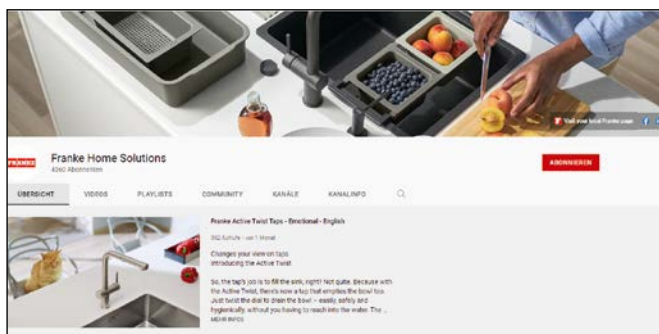 Visit your local Franke page
FRANKE
Franke Home Solutions
4360 Abonnenten
ABONNIEREN
ÜBERSICHT VIDEOS PLAYLISTS COMMUNITY KANÄLE KANALINFO
Franke Active Twist Taps - Emotional - English
Aufrufe • vor 1 Monat
Changes your view on taps
Introducing the Active Twist
So, the tap's job is to fill the sink, right? Not quite. Because with
the Active Twist, there's now a tap that empties the bowl too.
Just twist the dial to drain the bowl – easily, safely and
hygienically, without you having to reach into the water. The ...
MEHR INFOS